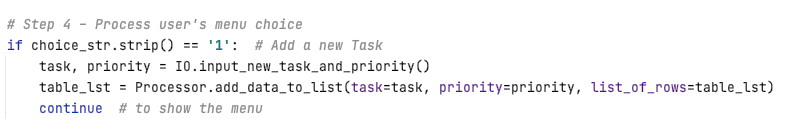 # Step 4 - Process user's menu choice
if choice_str.strip() == '1':  # Add a new Task
    task, priority = IO.input_new_task_and_priority()
    table_lst = Processor.add_data_to_list(task=task, priority=priority, list_of_rows=table_lst)
    continue  # to show the menu